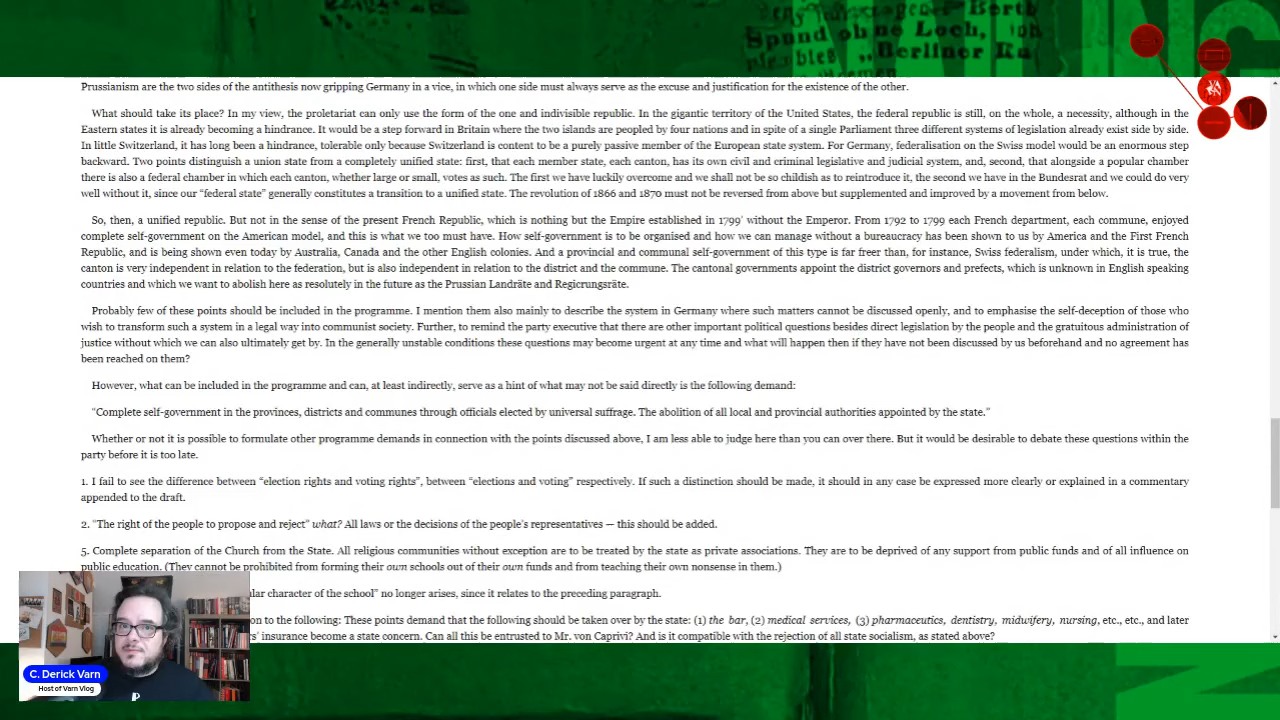 Spund ohne Loch,
„Berliner
Prussianism are the two sides of the antithesis now gripping Germany in a vice, in which one side must always serve as the excuse and justification for the existence of the other.
What should take its place? In my view, the proletariat can only use the form of the one and indivisible republic. In the gigantic territory of the United States, the federal republic is still, on the whole, a necessity, although in the
Eastern states it is already becoming a hindrance. It would be a step forward in Britain where the two islands are peopled by four nations and in spite of a single Parliament three different systems of legislation already exist side by side.
In little Switzerland, it has long been a hindrance, tolerable only because Switzerland is content to be a purely passive member of the European state system. For Germany, federalisation on the Swiss model would be an enormous step
backward. Two points distinguish a union state from a completely unified state: first, that each member state, each canton, has its own civil and criminal legislative and judicial system, and, second, that alongside a popular chamber
there is also a federal chamber in which each canton, whether large or small, votes as such. The first we have luckily overcome and we shall not be so childish as to reintroduce it, the second we have in the Bundesrat and we could do very
well without it, since our “federal state” generally constitutes a transition to a unified state. The revolution of 1866 and 1870 must not be reversed from above but supplemented and improved by a movement from below.
So, then, a unified republic. But not in the sense of the present French Republic, which is nothing but the Empire established in 1799' without the Emperor. From 1792 to 1799 each French department, each commune, enjoyed
complete self-government on the American model, and this is what we too must have. How self-government is to be organised and how we can manage without a bureaucracy has been shown to us by America and the First French
Republic, and is being shown even today by Australia, Canada and the other English colonies. And a provincial and communal self-government of this type is far freer than, for instance, Swiss federalism, under which, it is true, the
canton is very independent in relation to the federation, but is also independent in relation to the district and the commune. The cantonal governments appoint the district governors and prefects, which is unknown in English speaking
countries and which we want to abolish here as resolutely in the future as the Prussian Landräte and Regicrungsräte.
Probably few of these points should be included in the programme. I mention them also mainly to describe the system in Germany where such matters cannot be discussed openly, and to emphasise the self-deception of those who
wish to transform such a system in a legal way into communist society. Further, to remind the party executive that there are other important political questions besides direct legislation by the people and the gratuitous administration of
justice without which we can also ultimately get by. In the generally unstable conditions these questions may become urgent at any time and what will happen then if they have not been discussed by us beforehand and no agreement has
been reached on them?
However, what can be included in the programme and can, at least indirectly, serve as a hint of what may not be said directly is the following demand:
“Complete self-government in the provinces, districts and communes through officials elected by universal suffrage. The abolition of all local and provincial authorities appointed by the state.”
Whether or not it is possible to formulate other programme demands in connection with the points discussed above, I am less able to judge here than you can over there. But it would be desirable to debate these questions within the
party before it is too late.
1. I fail to see the difference between “election rights and voting rights”, between “elections and voting” respectively. If such a distinction should be made, it should in any case be expressed more clearly or explained in a commentary
appended to the draft.
2. “The right of the people to propose and reject” what? All laws or the decisions of the people's representatives — this should be added.
5. Complete separation of the Church from the State. All religious communities without exception are to be treated by the state as private associations. They are to be deprived of any support from public funds and of all influence on
public education. (They cannot be prohibited from forming their own schools out of their own funds and from teaching their own nonsense in them.)
lar character of the school” no longer arises, since it relates to the preceding paragraph.
on to the following: These points demand that the following should be taken over by the state: (1) the bar, (2) medical services, (3) pharmaceutics, dentistry, midwifery, nursing, etc., etc., and later
s' insurance become a state concern. Can all this be entrusted to Mr. von Caprivi? And is it compatible with the rejection of all state socialism, as stated above?
C. Derick Varn
Host of Varn Vlog